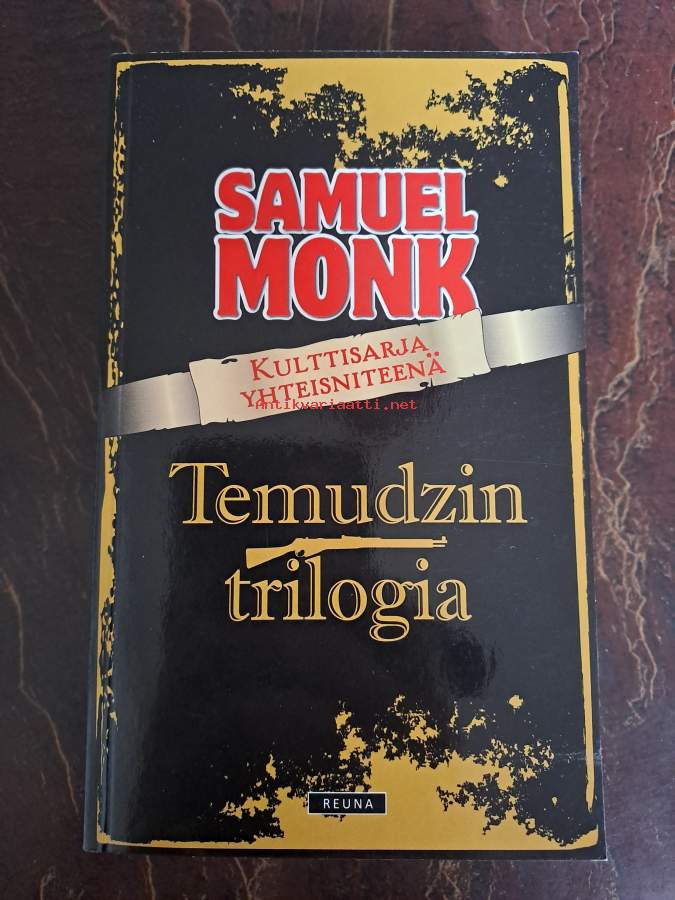 SAMUEL
MONK
KULTTISARJA
YHTEISNITEENÄ
Antikvariaatti.net
Temudzin
trilogia
REUNA